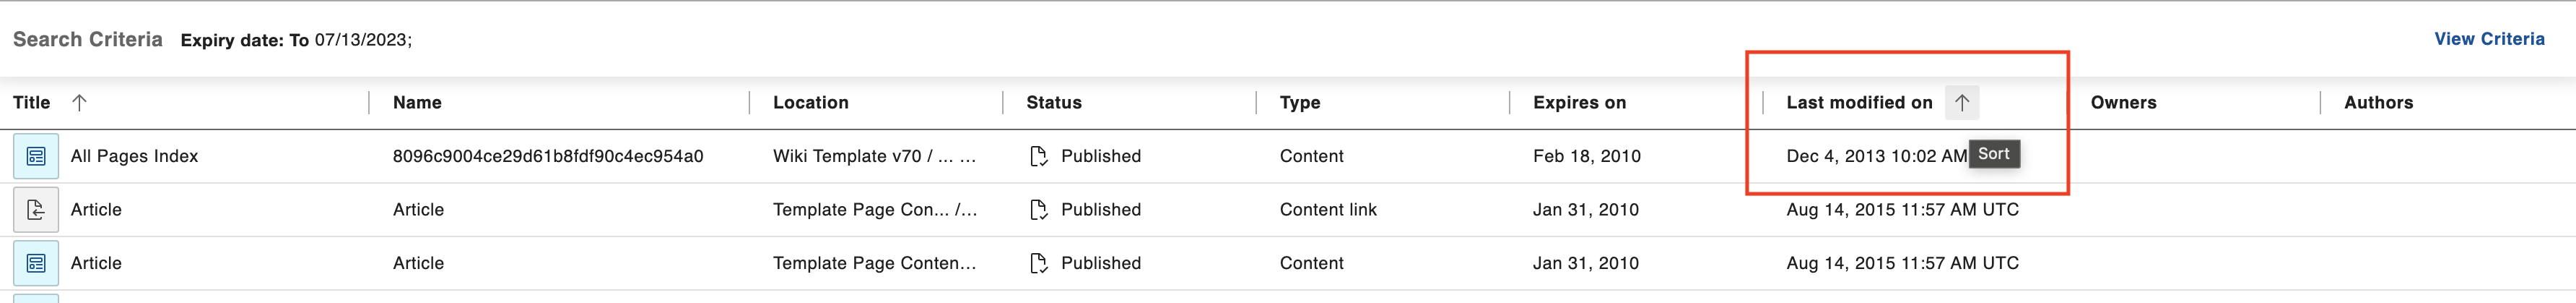 Search Criteria Expiry date: To 07/13/2023; View Criteria
Title Name Location Status Type Expires on Last modified on Owners Authors
All Pages Index 8096c9004ce29d61b8fdf90c4ec954a0 Wiki Template v70 / ... ... Published Content Feb 18, 2010 Dec 4, 2013 10:02 AM Sort
Article Article Template Page Con... /... Published Content link Jan 31, 2010 Aug 14, 2015 11:57 AM UTC
Article Article Template Page Conten... Published Content Jan 31, 2010 Aug 14, 2015 11:57 AM UTC